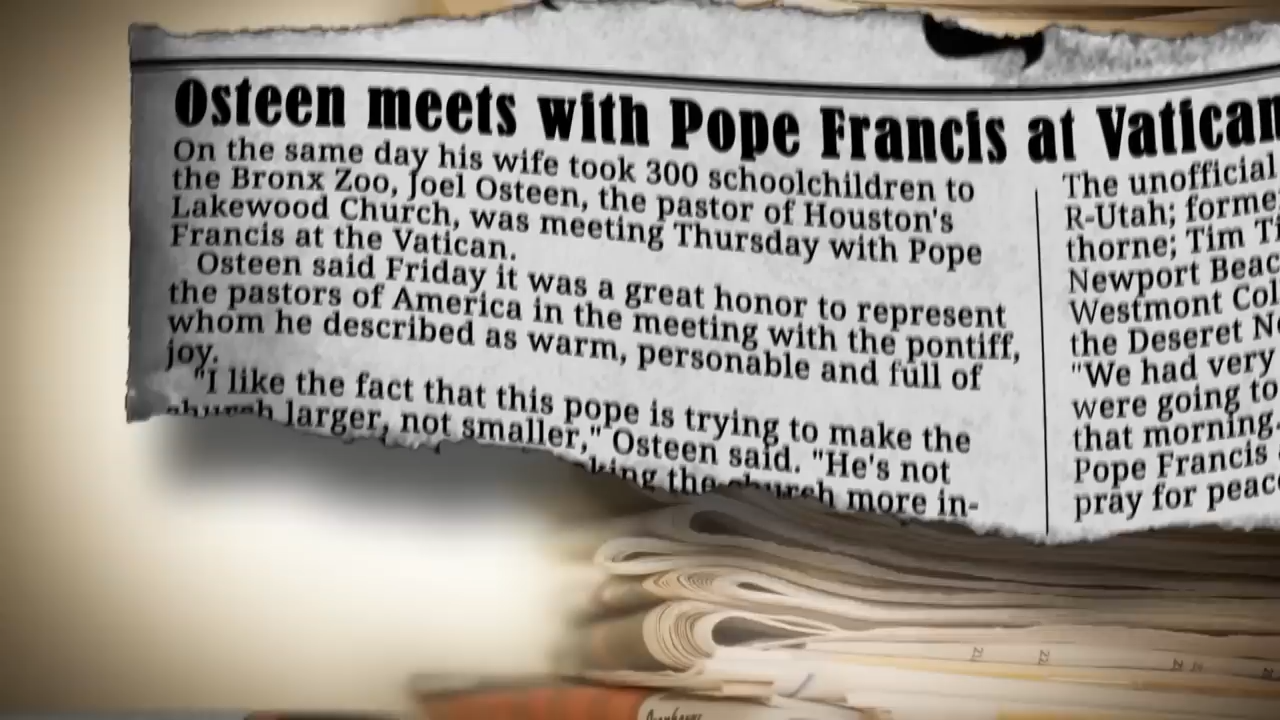 Osteen meets with Pope Francis at Vatican
On the same day his wife took 300 schoolchildren to
the Bronx Zoo, Joel Osteen, the pastor of Houston's
Lakewood Church, was meeting Thursday with Pope
Francis at the Vatican.
Osteen said Friday it was a great honor to represent
the pastors of America in the meeting with the pontiff,
whom he described as warm, personable and full of
joy.
"I like the fact that this pope is trying to make the
church larger, not smaller," Osteen said. "He's not
the church more in-
The unofficial
R-Utah; forme
thorne; Tim
Newport Beac
Westmont Col
the Deseret
"We had very
were going to
that morning.
Pope Francis
pray for peac